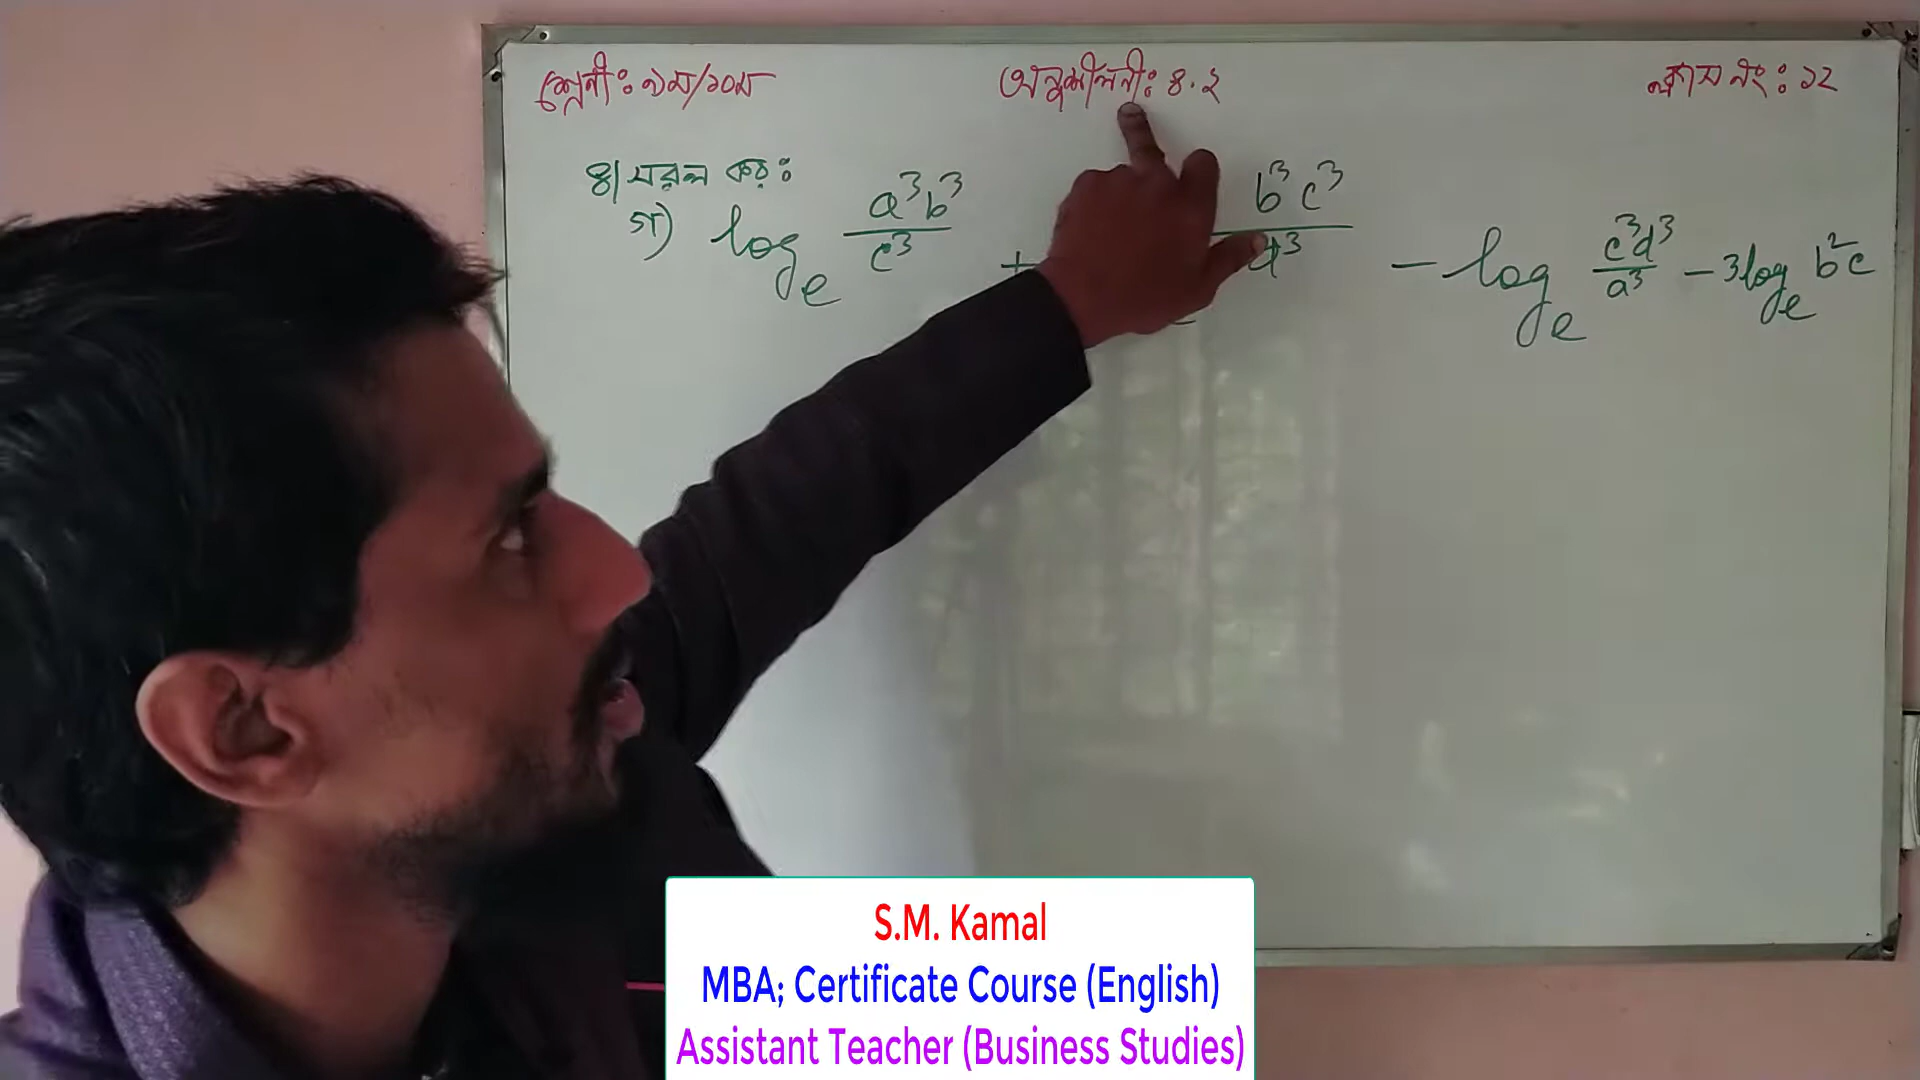 শ্রেণীঃ ৯ম/১০ম
অনুশীলনীঃ ৪.২
ক্লাস নংঃ ১২
৪| সরল করঃ
গ) logₑ a³b³/c³ + b³c³/d³ - logₑ c³d³/a³ - 3logₑ b²c
S.M. Kamal
MBA; Certificate Course (English)
Assistant Teacher (Business Studies)